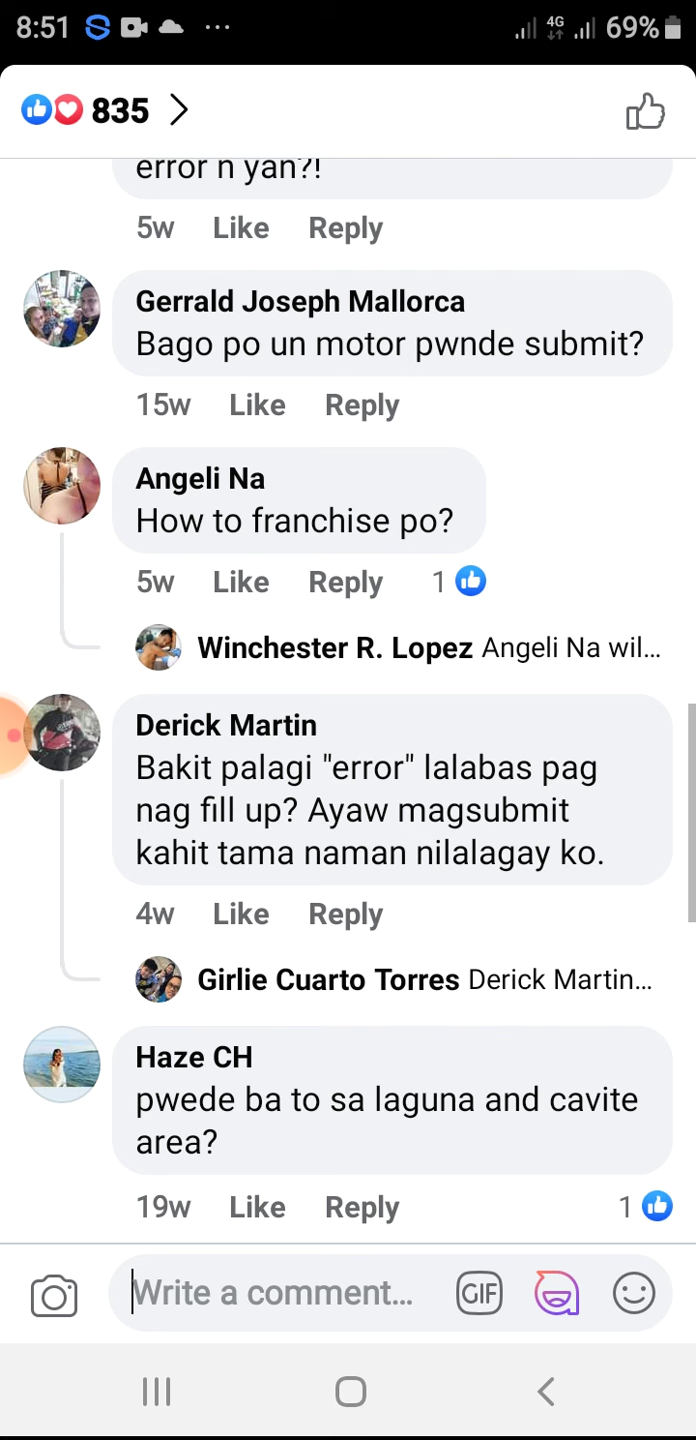 8:51 ... 4G 69%
835
error n yan?!
5w Like Reply
Gerrald Joseph Mallorca
Bago po un motor pwnde submit?
15w Like Reply
Angeli Na
How to franchise po?
5w Like Reply 1
Winchester R. Lopez Angeli Na wil...
Derick Martin
Bakit palagi "error" lalabas pag
nag fill up? Ayaw magsubmit
kahit tama naman nilalagay ko.
4w Like Reply
Girlie Cuarto Torres Derick Martin...
Haze CH
pwede ba to sa laguna and cavite
area?
19w Like Reply 1
Write a comment... GIF